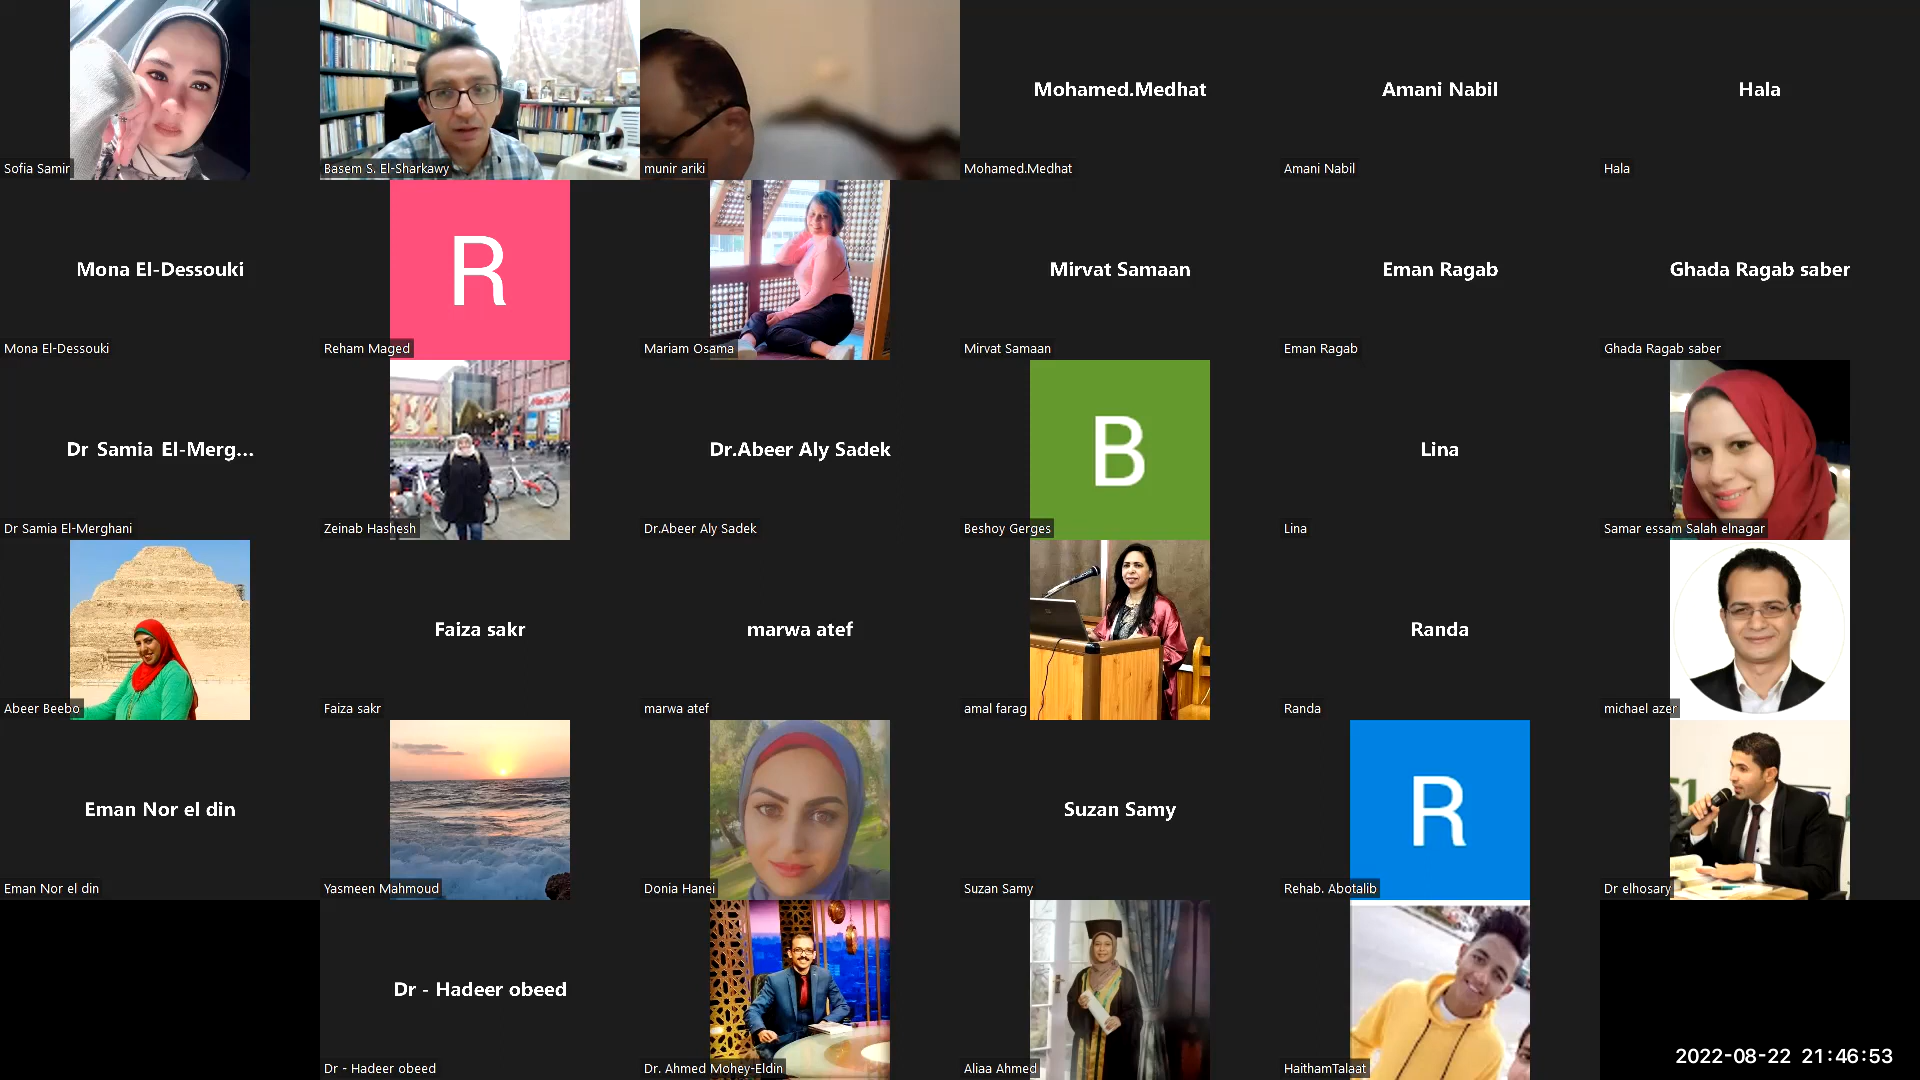 Sofia Samir
Basem S. El-Sharkawy
munir ariki
Mohamed.Medhat
Mohamed.Medhat
Amani Nabil
Amani Nabil
Hala
Hala
Mona El-Dessouki
Mona El-Dessouki
R
Reham Maged
Mariam Osama
Mirvat Samaan
Mirvat Samaan
Eman Ragab
Eman Ragab
Ghada Ragab saber
Ghada Ragab saber
Dr Samia El-Merg...
Dr Samia El-Merghani
Zeinab Hashesh
Dr.Abeer Aly Sadek
Dr.Abeer Aly Sadek
B
Beshoy Gerges
Lina
Lina
Samar essam Salah elnagar
Abeer Beebo
Faiza sakr
Faiza sakr
marwa atef
marwa atef
amal farag
Randa
Randa
michael azer
Eman Nor el din
Eman Nor el din
Yasmeen Mahmoud
Donia Hanei
Suzan Samy
Suzan Samy
R
Rehab. Abotalib
Dr elhosary
Dr - Hadeer obeed
Dr - Hadeer obeed
Dr. Ahmed Mohey-Eldin
Aliaa Ahmed
HaithamTalaat
2022-08-22 21:46:53